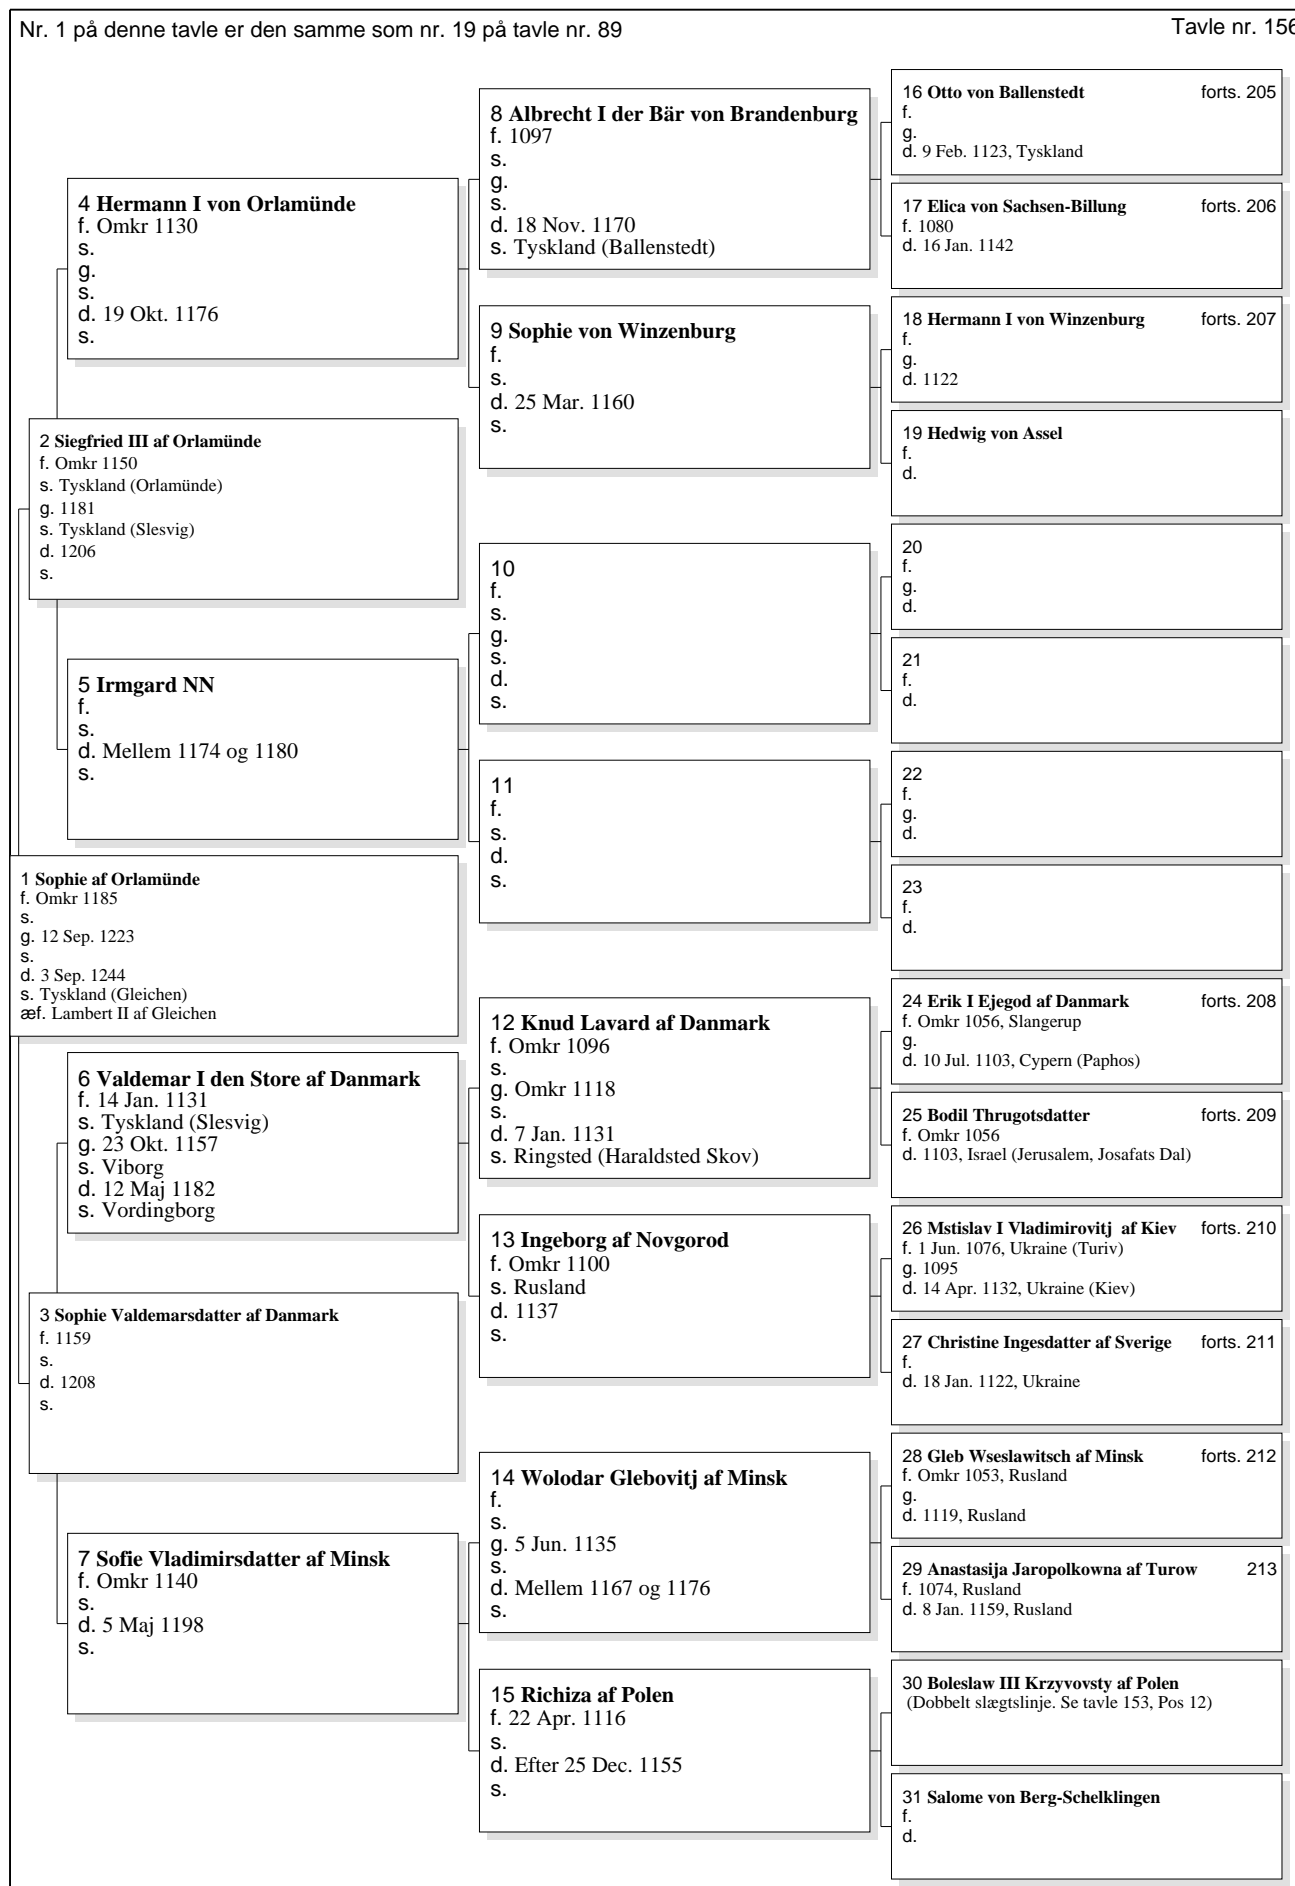 Nr. 1 på denne tavle er den samme som nr. 19 på tavle nr. 89
Tavle nr. 156
1 Sophie af Orlamünde
f. Omkr 1185
s.
g. 12 Sep. 1223
s.
d. 3 Sep. 1244
s. Tyskland (Gleichen)
æf. Lambert II af Gleichen
2 Siegfried III af Orlamünde
f. Omkr 1150
s. Tyskland (Orlamünde)
g. 1181
s. Tyskland (Slesvig)
d. 1206
s.
3 Sophie Valdemarsdatter af Danmark
f. 1159
s.
d. 1208
s.
4 Hermann I von Orlamünde
f. Omkr 1130
s.
g.
s.
d. 19 Okt. 1176
s.
5 Irmgard NN
f.
s.
d. Mellem 1174 og 1180
s.
6 Valdemar I den Store af Danmark
f. 14 Jan. 1131
s. Tyskland (Slesvig)
g. 23 Okt. 1157
s. Viborg
d. 12 Maj 1182
s. Vordingborg
7 Sofie Vladimirsdatter af Minsk
f. Omkr 1140
s.
d. 5 Maj 1198
s.
8 Albrecht I der Bär von Brandenburg
f. 1097
s.
g.
s.
d. 18 Nov. 1170
s. Tyskland (Ballenstedt)
9 Sophie von Winzenburg
f.
s.
d. 25 Mar. 1160
s.
10
f.
s.
g.
s.
d.
s.
11
f.
s.
d.
s.
12 Knud Lavard af Danmark
f. Omkr 1096
s.
g. Omkr 1118
s.
d. 7 Jan. 1131
s. Ringsted (Haraldsted Skov)
13 Ingeborg af Novgorod
f. Omkr 1100
s. Rusland
d. 1137
s.
14 Wolodar Glebovitj af Minsk
f.
s.
g. 5 Jun. 1135
s.
d. Mellem 1167 og 1176
s.
15 Richiza af Polen
f. 22 Apr. 1116
s.
d. Efter 25 Dec. 1155
s.
16 Otto von Ballenstedt forts. 205
f.
g.
d. 9 Feb. 1123, Tyskland
17 Elica von Sachsen-Billung forts. 206
f. 1080
d. 16 Jan. 1142
18 Hermann I von Winzenburg forts. 207
f.
g.
d. 1122
19 Hedwig von Assel
f.
d.
20
f.
g.
d.
21
f.
d.
22
f.
g.
d.
23
f.
d.
24 Erik I Ejegod af Danmark forts. 208
f. Omkr 1056, Slangerup
g.
d. 10 Jul. 1103, Cypern (Paphos)
25 Bodil Thrugotsdatter forts. 209
f. Omkr 1056
d. 1103, Israel (Jerusalem, Josafats Dal)
26 Mstislav I Vladimirovitj af Kiev forts. 210
f. 1 Jun. 1076, Ukraine (Turiv)
g. 1095
d. 14 Apr. 1132, Ukraine (Kiev)
27 Christine Ingesdatter af Sverige forts. 211
f.
d. 18 Jan. 1122, Ukraine
28 Gleb Wseslawitsch af Minsk forts. 212
f. Omkr 1053, Rusland
g.
d. 1119, Rusland
29 Anastasija Jaropolkowna af Turow 213
f. 1074, Rusland
d. 8 Jan. 1159, Rusland
30 Boleslaw III Krzyvovsty af Polen
(Dobbelt slægtslinje. Se tavle 153, Pos 12)
31 Salome von Berg-Schelklingen
f.
d.